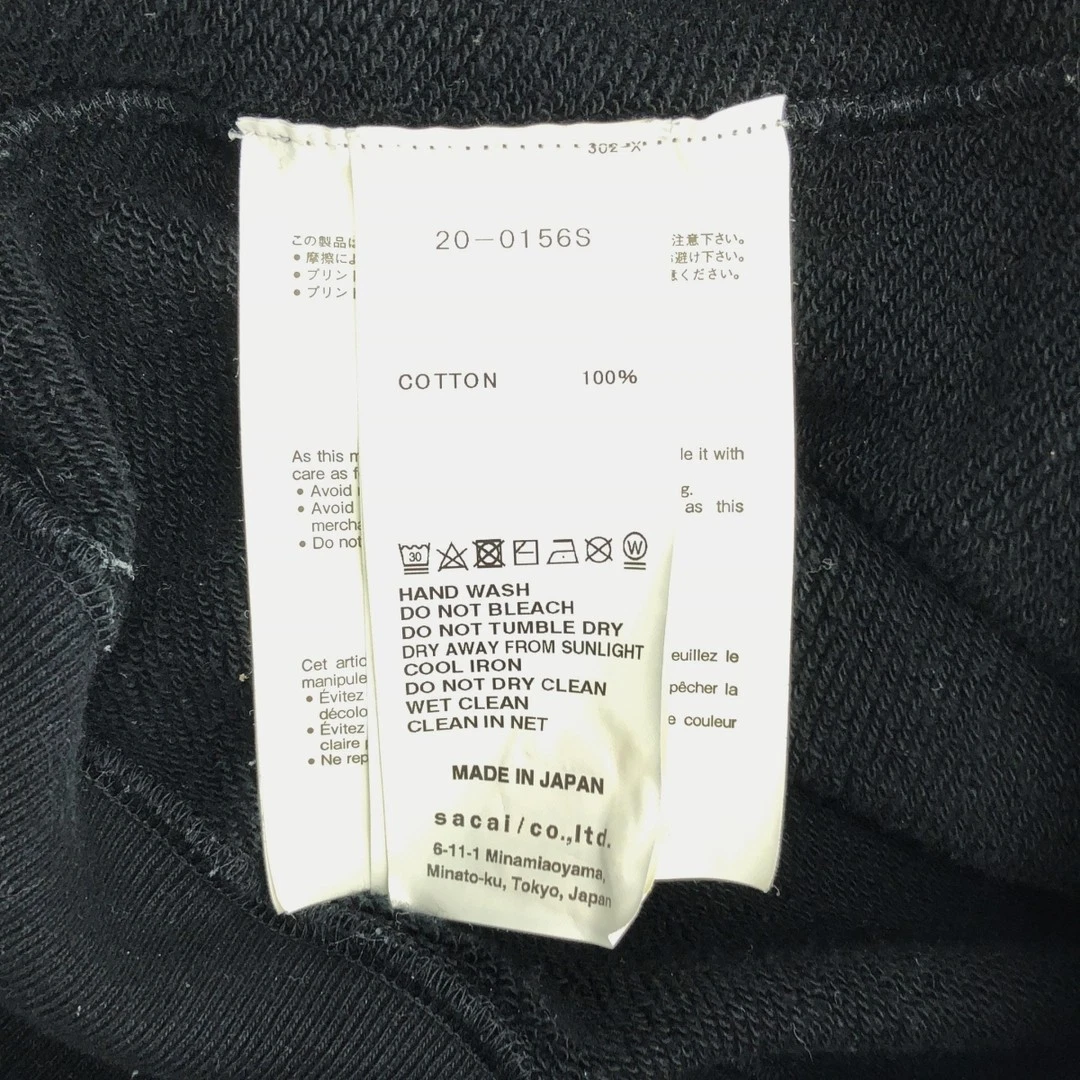 302-X
20-0156S
この製品は
• 摩擦によ
• プリント
• プリント
注意下さい。
避け下さい。
ください。
COTTON 100%
As this m
care as f
• Avoid
• Avoid
mercha
• Do not
le it with
g.
as this
30
W
HAND WASH
DO NOT BLEACH
DO NOT TUMBLE DRY
DRY AWAY FROM SUNLIGHT
COOL IRON
DO NOT DRY CLEAN
WET CLEAN
CLEAN IN NET
Cet artic
manipule
• Évitez
décolo
• Évitez
claire
• Ne rep
euillez le
pêcher la
e couleur
MADE IN JAPAN
sacai/co.,ltd.
6-11-1 Minamiaoyama,
Minato-ku, Tokyo, Japan